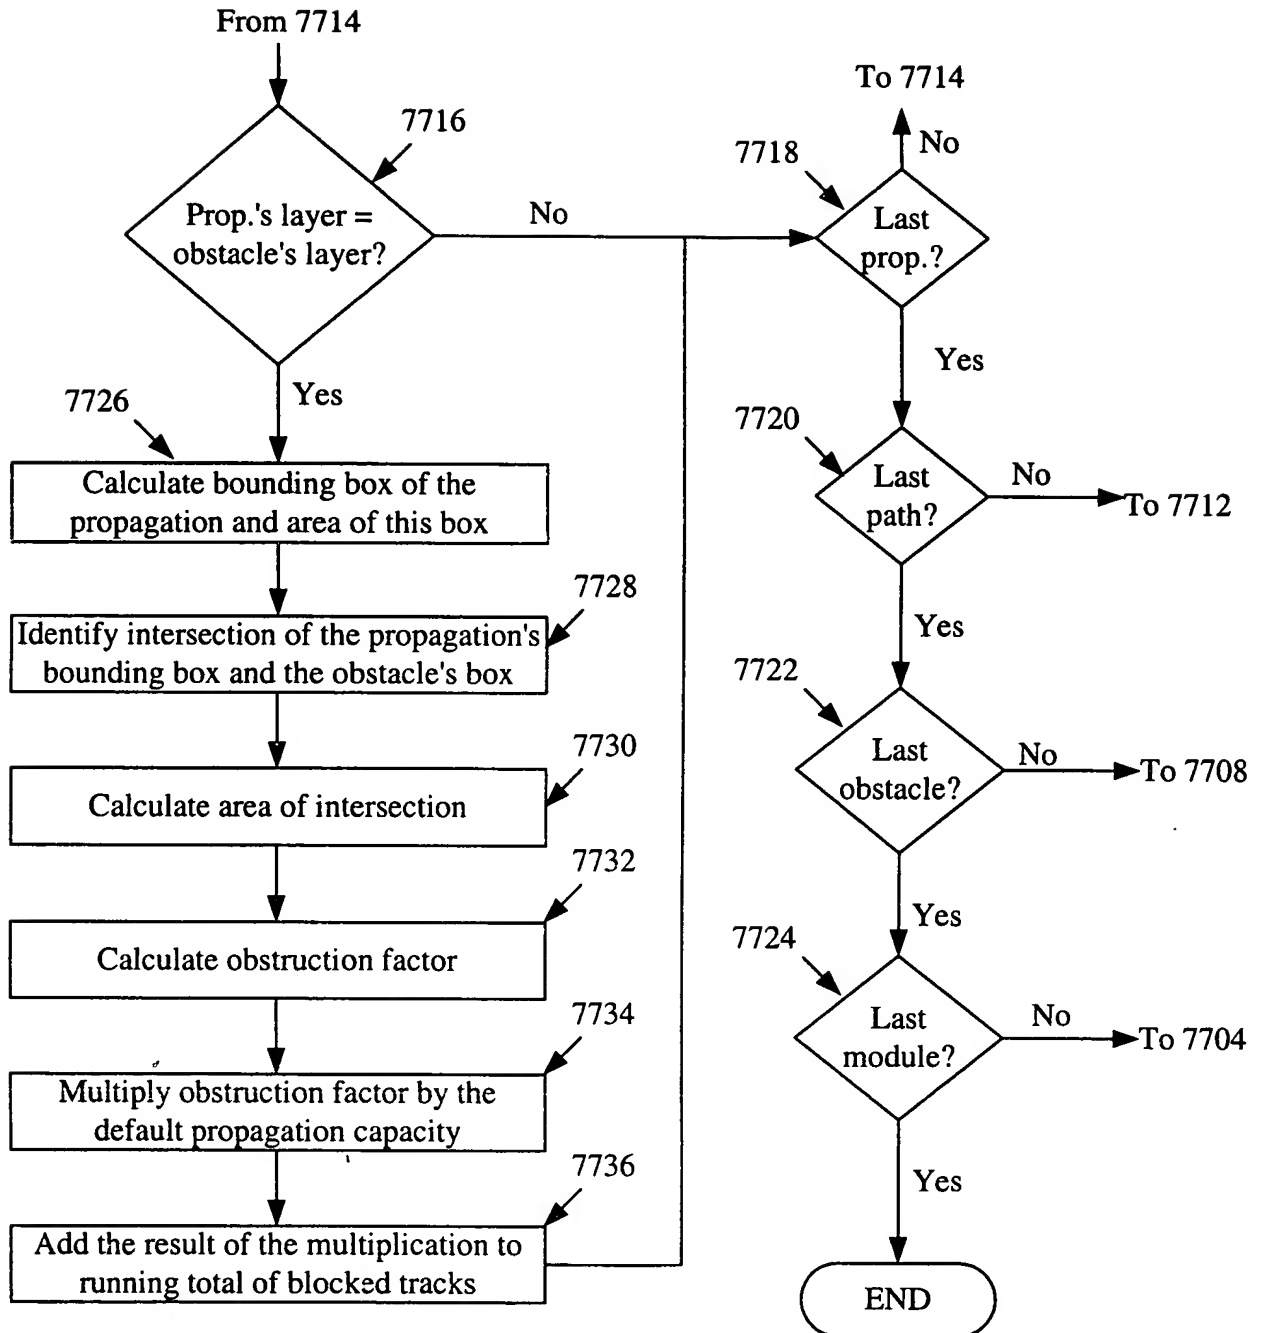 From 7714
7716
Prop.'s layer =
obstacle's layer?
No
Yes
7726
Calculate bounding box of the
propagation and area of this box
7728
Identify intersection of the propagation's
bounding box and the obstacle's box
7730
Calculate area of intersection
7732
Calculate obstruction factor
7734
Multiply obstruction factor by the
default propagation capacity
7736
Add the result of the multiplication to
running total of blocked tracks
To 7714
No
7718
Last
prop.?
Yes
7720
Last
path?
No
To 7712
Yes
7722
Last
obstacle?
No
To 7708
Yes
7724
Last
module?
No
To 7704
Yes
END